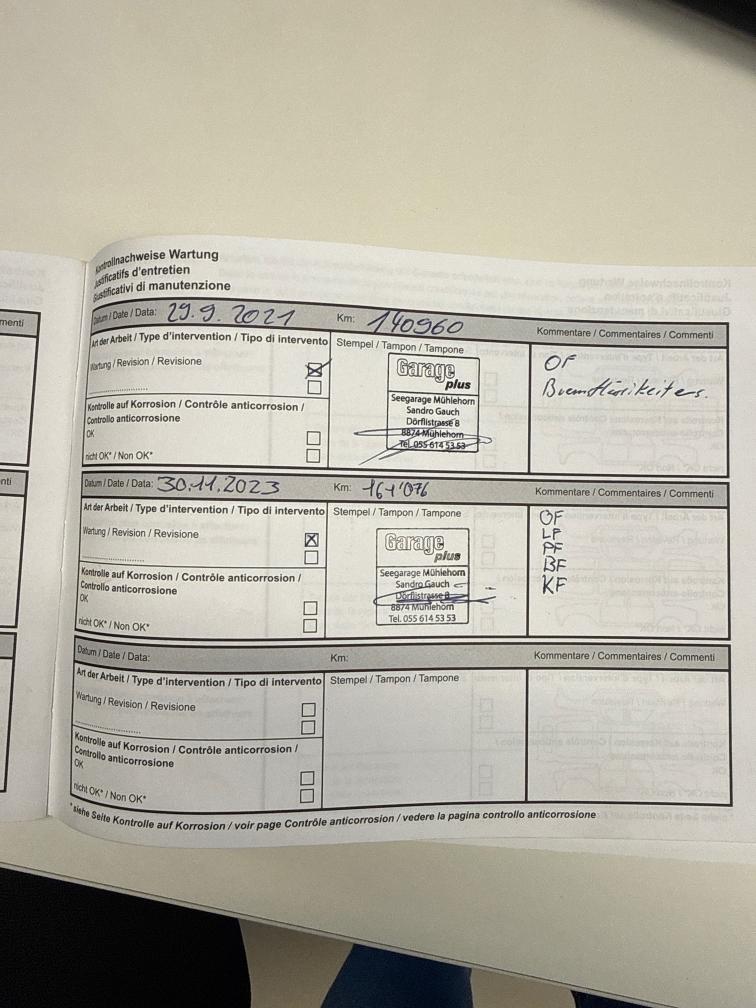 Kontrollnachweise Wartung
Justificatifs d'entretien
Giustificativi di manutenzione
menti
Datum / Date / Data: 29.9.2021 Km: 140960 Kommentare / Commentaires / Commenti
Art der Arbeit / Type d'intervention / Tipo di intervento Stempel / Tampon / Tampone
Wartung / Revision / Revisione
Kontrolle auf Korrosion / Contrôle anticorrosion /
Controllo anticorrosione
OK
nicht OK* / Non OK*
Garage
plus
Seegarage Mühlehorn
Sandro Gauch
Dörflistrasse 8
8874 Mühlehorn
Tel. 055 614 53 53
OF
nti
Datum / Date / Data: 30.11.2023 Km: 161'076 Kommentare / Commentaires / Commenti
Art der Arbeit / Type d'intervention / Tipo di intervento Stempel / Tampon / Tampone
Wartung / Revision / Revisione
Kontrolle auf Korrosion / Contrôle anticorrosion /
Controllo anticorrosione
OK
nicht OK* / Non OK*
Garage
plus
Seegarage Mühlehorn
Sandro Gauch
Dörflistrasse 8
8874 Mühlehorn
Tel. 055 614 53 53
OF
LF
PF
BF
KF
Datum / Date / Data: Km: Kommentare / Commentaires / Commenti
Art der Arbeit / Type d'intervention / Tipo di intervento Stempel / Tampon / Tampone
Wartung / Revision / Revisione
Kontrolle auf Korrosion / Contrôle anticorrosion /
Controllo anticorrosione
OK
nicht OK* / Non OK*
*siehe Seite Kontrolle auf Korrosion / voir page Contrôle anticorrosion / vedere la pagina controllo anticorrosione